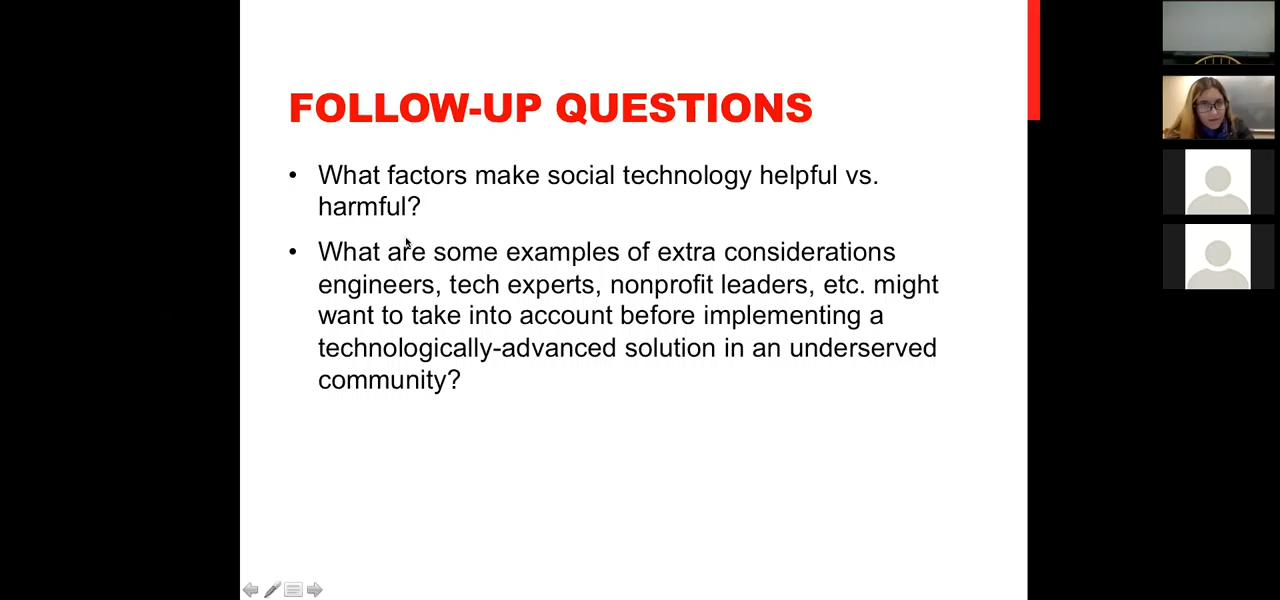 FOLLOW-UP QUESTIONS
• What factors make social technology helpful vs.
harmful?
• What are some examples of extra considerations
engineers, tech experts, nonprofit leaders, etc. might
want to take into account before implementing a
technologically-advanced solution in an underserved
community?